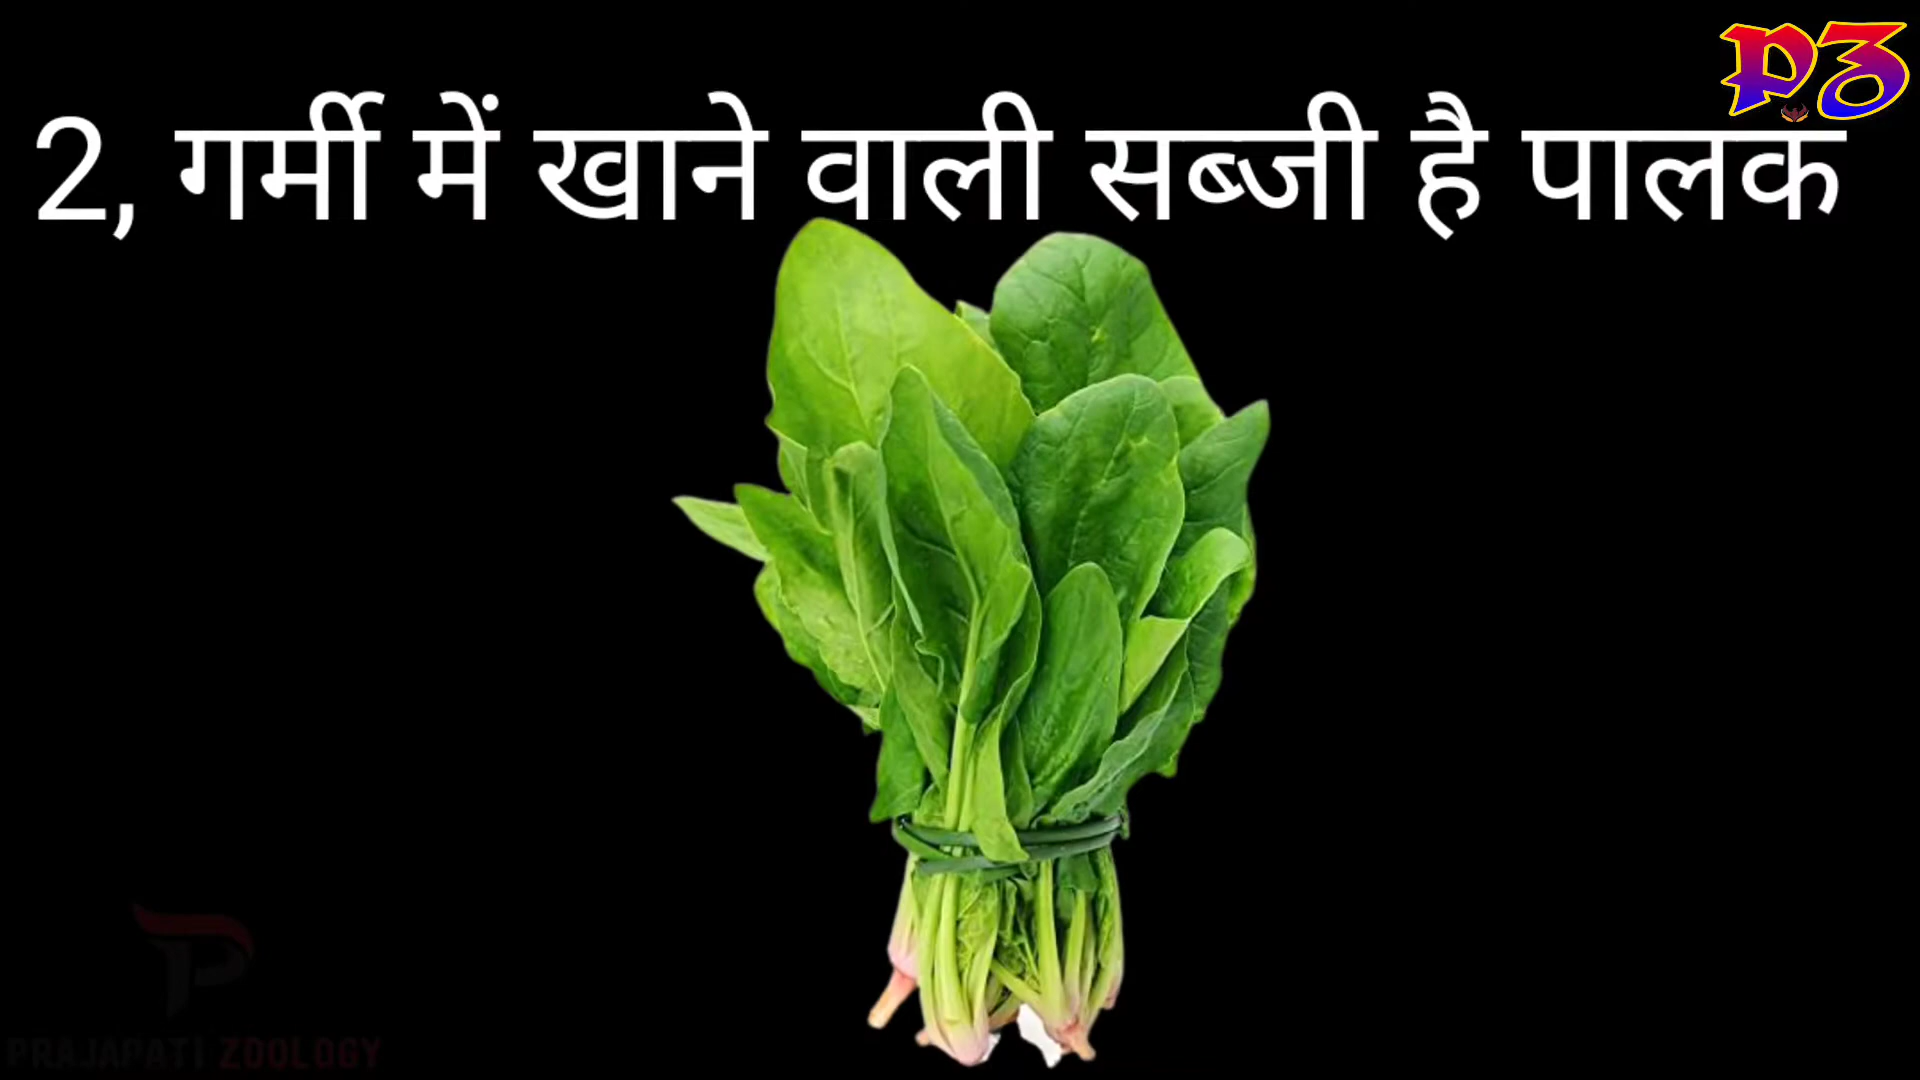 P.Z
2, गर्मी में खाने वाली सब्जी है पालक
PRAJAPATI ZOOLOGY